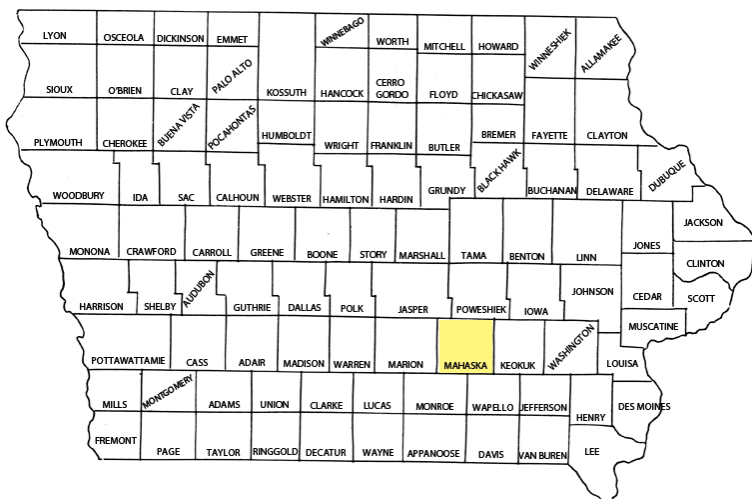 LYON OSCEOLA DICKINSON EMMET WINNEBAGO WORTH MITCHELL HOWARD WINNESHIEK ALLAMAKEE
SIOUX O'BRIEN CLAY PALO ALTO KOSSUTH HANCOCK CERRO GORDO FLOYD CHICKASAW
PLYMOUTH CHEROKEE BUENA VISTA POCAHONTAS HUMBOLDT WRIGHT FRANKLIN BUTLER BREMER FAYETTE CLAYTON
WOODBURY IDA SAC CALHOUN WEBSTER HAMILTON HARDIN GRUNDY BLACK HAWK BUCHANAN DELAWARE DUBUQUE
MONONA CRAWFORD CARROLL GREENE BOONE STORY MARSHALL TAMA BENTON LINN JONES JACKSON
CLINTON
HARRISON SHELBY AUDUBON GUTHRIE DALLAS POLK JASPER POWESHIEK IOWA JOHNSON CEDAR SCOTT
MUSCATINE
POTTAWATTAMIE CASS ADAIR MADISON WARREN MARION MAHASKA KEOKUK WASHINGTON LOUISA
MILLS MONTGOMERY ADAMS UNION CLARKE LUCAS MONROE WAPELLO JEFFERSON HENRY DES MOINES
FREMONT PAGE TAYLOR RINGGOLD DECATUR WAYNE APPANOOSE DAVIS VAN BUREN LEE